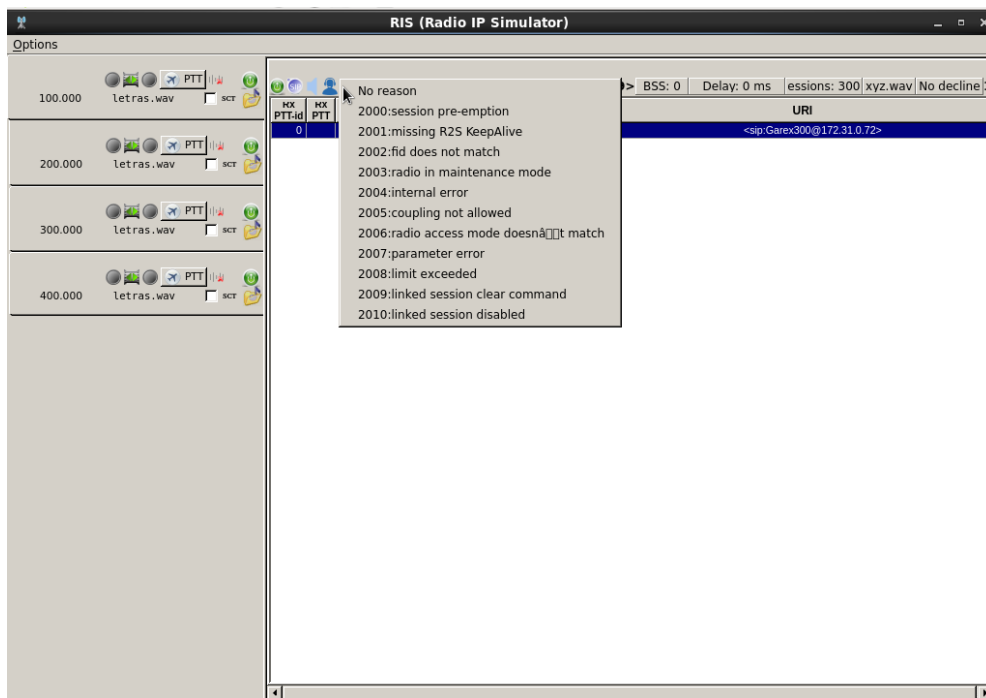 RIS (Radio IP Simulator)
Options
PTT
100.000 letras.wav SCT
PTT
200.000 letras.wav SCT
PTT
300.000 letras.wav SCT
PTT
400.000 letras.wav SCT
> BSS: 0 Delay: 0 ms essions: 300 xyz.wav No decline
HX PTT-id HX PTT URI
0 <sip:Garex300@172.31.0.72>
No reason
2000:session pre-emption
2001:missing R2S KeepAlive
2002:fid does not match
2003:radio in maintenance mode
2004:internal error
2005:coupling not allowed
2006:radio access mode doesnâ▯▯t match
2007:parameter error
2008:limit exceeded
2009:linked session clear command
2010:linked session disabled